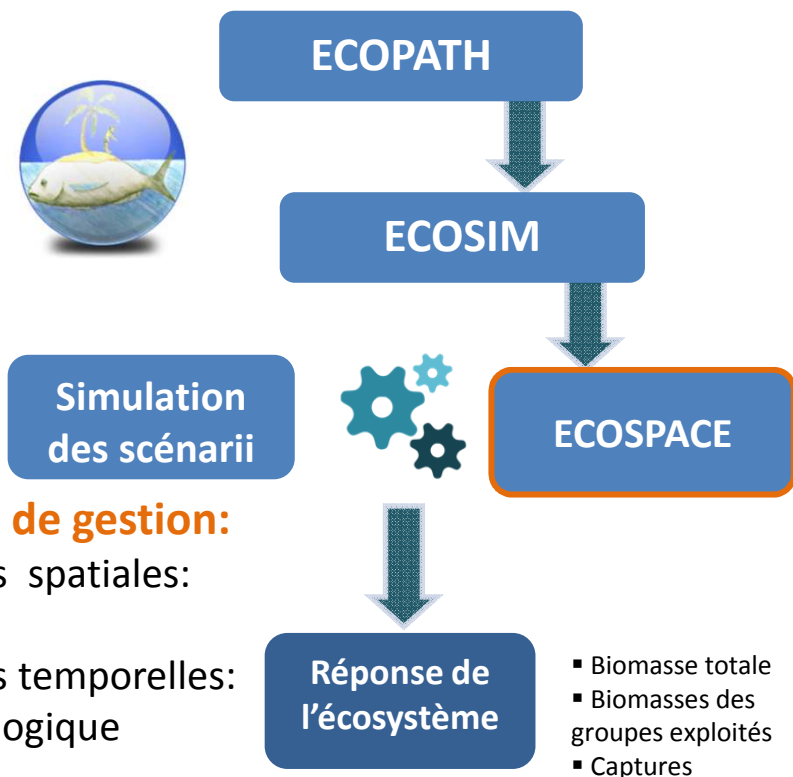 ECOPATH
ECOSIM
Simulation
des scénarii
ECOSPACE
de gestion:
spatiales:
temporelles:
Réponse de
l'écosystème
▪ Biomasse totale
▪ Biomasses des
groupes exploités
▪ Captures